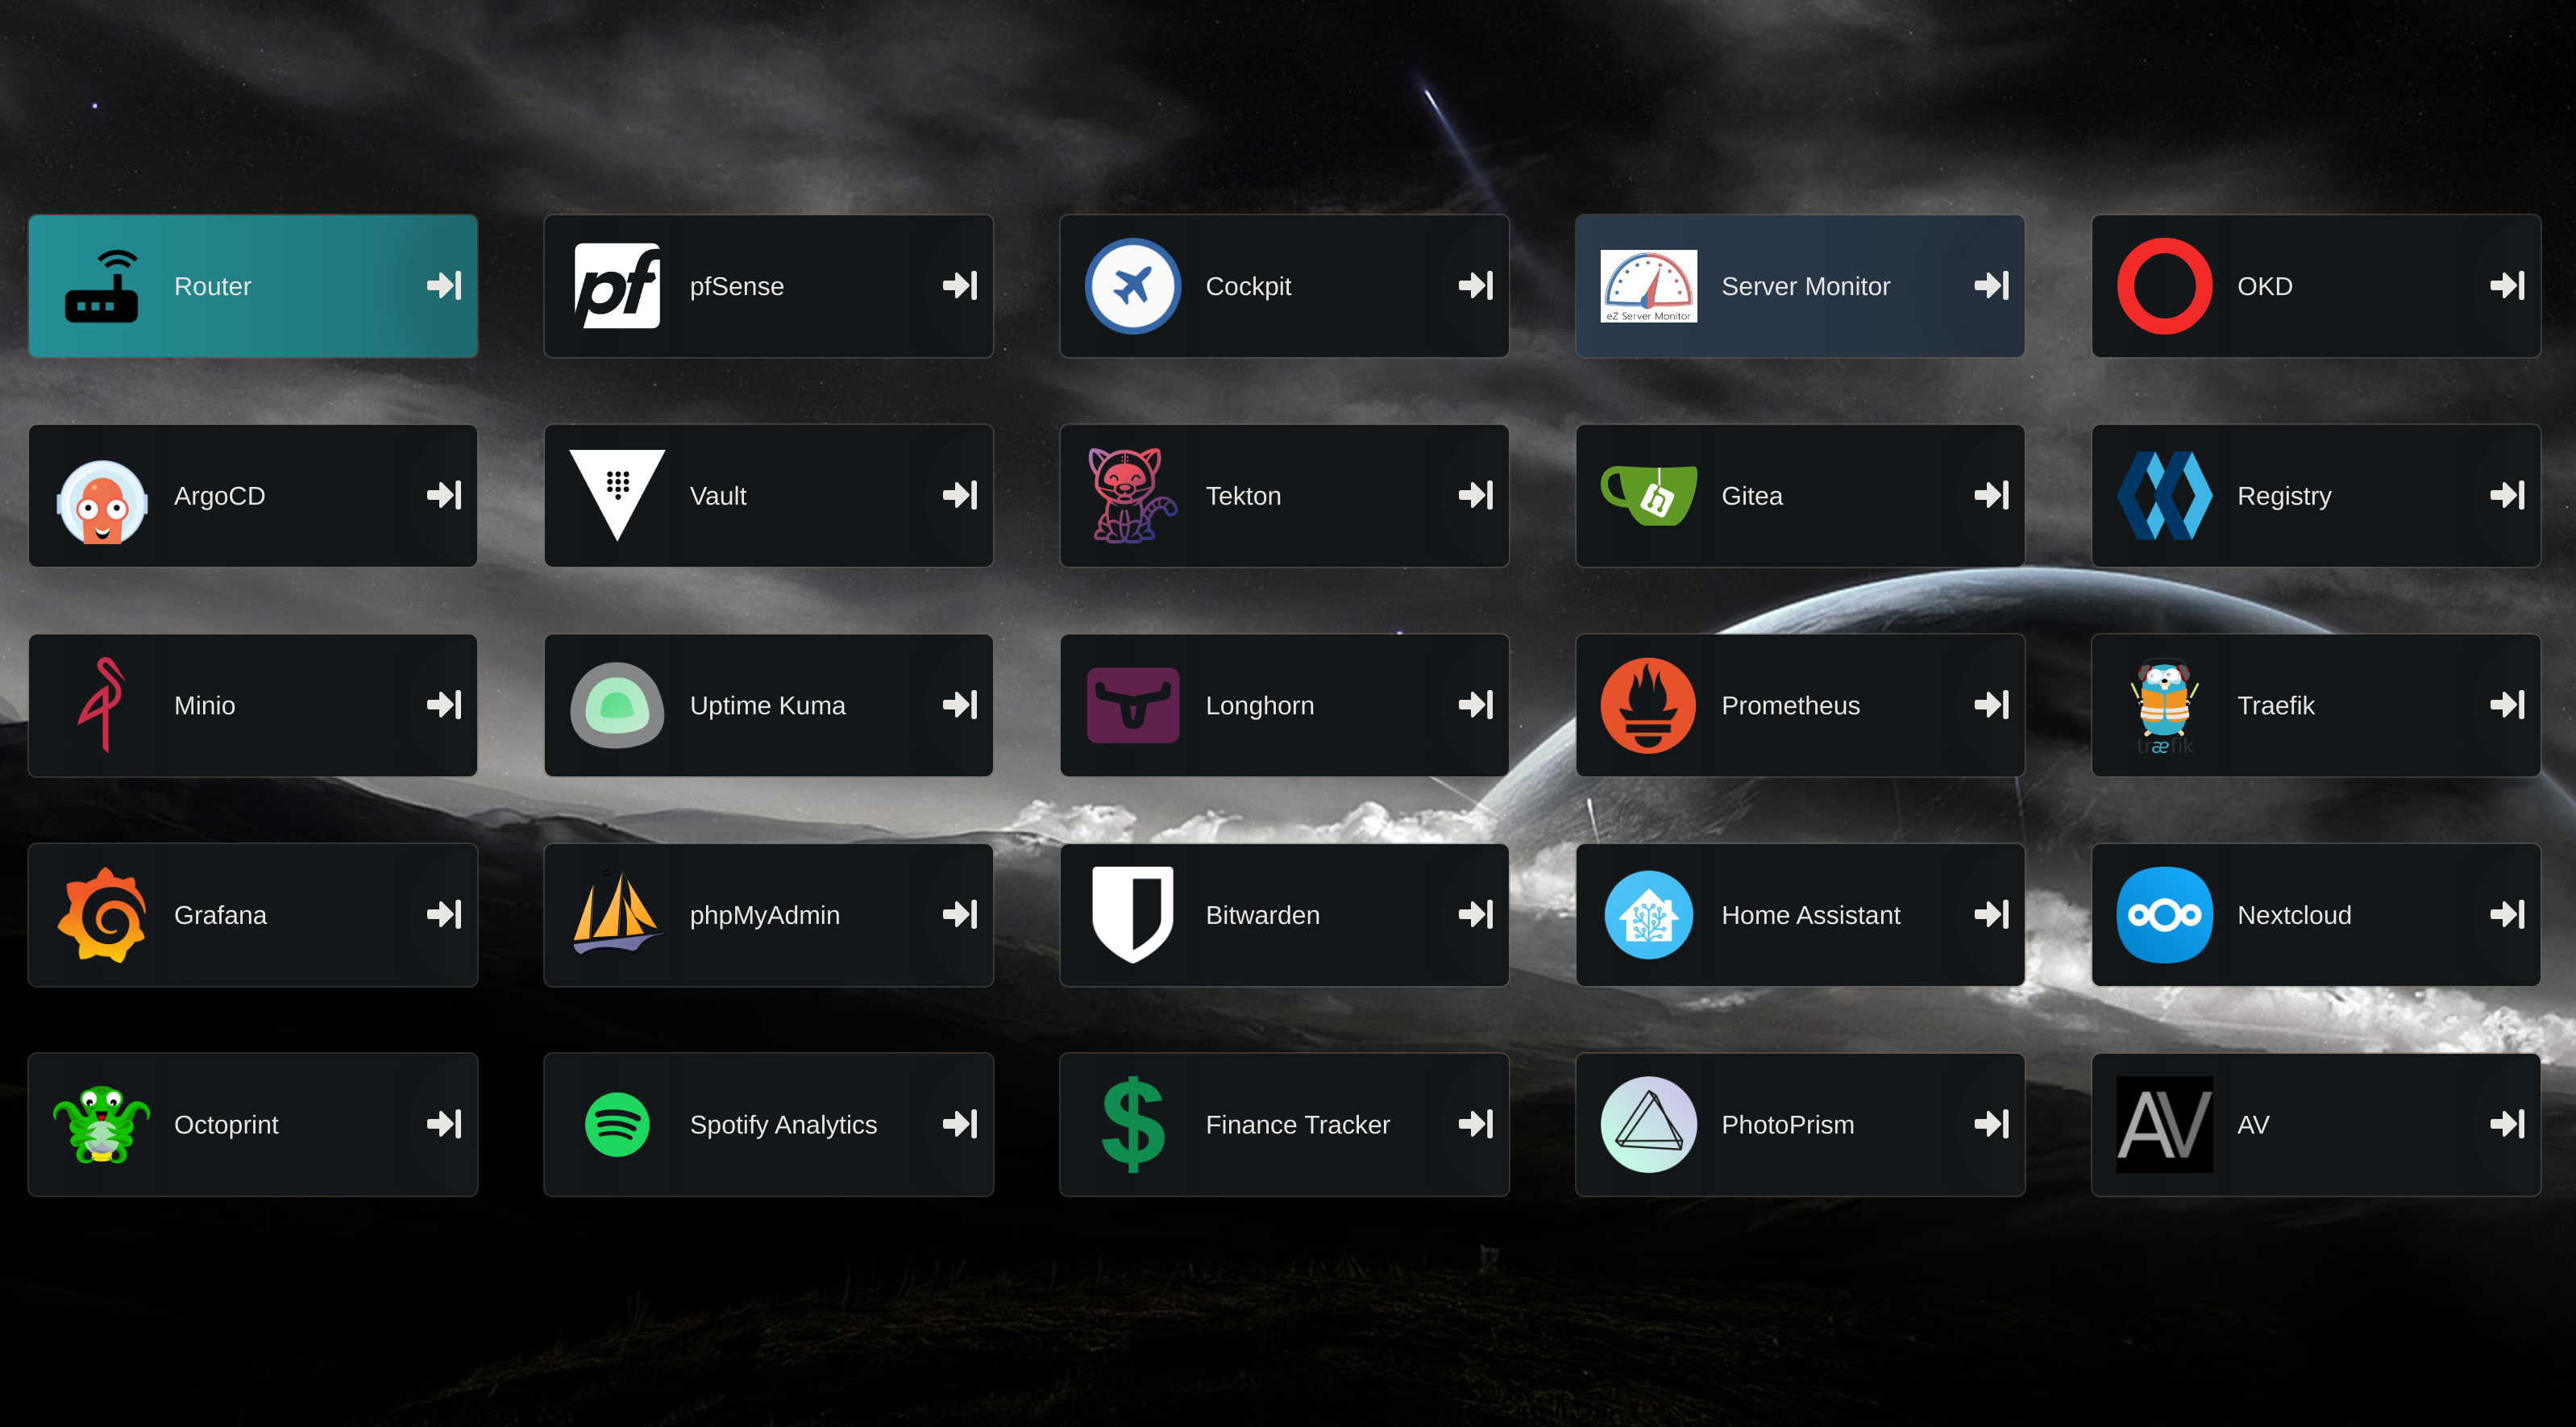 Router
pf
pfSense
Cockpit
eZ Server Monitor
Server Monitor
OKD
ArgoCD
Vault
Tekton
Gitea
Registry
Minio
Uptime Kuma
Longhorn
Prometheus
træfik
Traefik
Grafana
phpMyAdmin
Bitwarden
Home Assistant
Nextcloud
Octoprint
Spotify Analytics
$
Finance Tracker
PhotoPrism
AV
AV